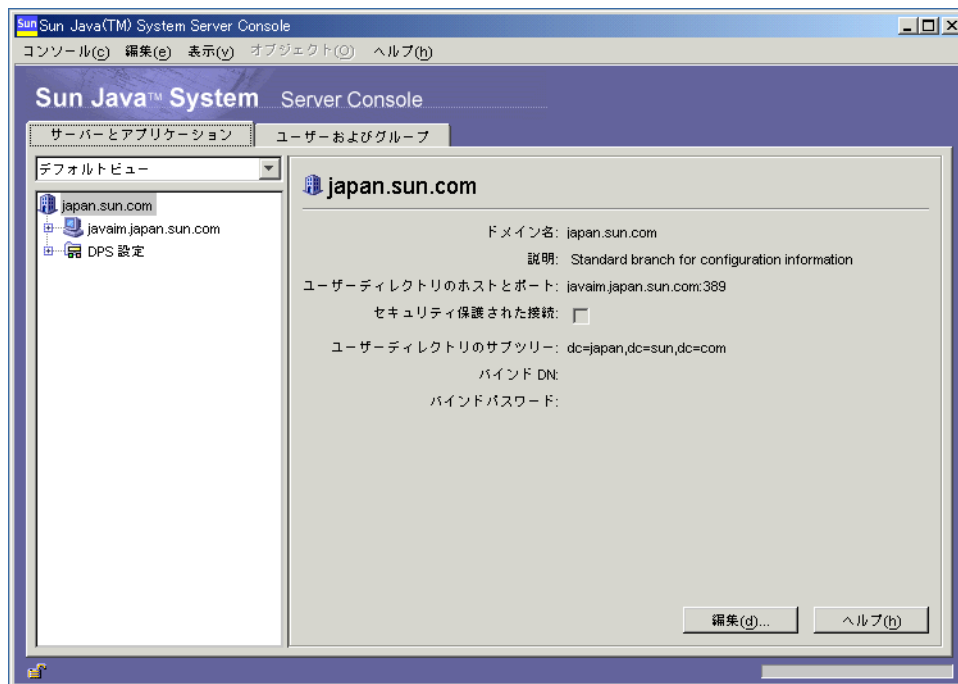 Sun Sun Java(TM) System Server Console
コンソール(c) 編集(e) 表示(v) オブジェクト(O) ヘルプ(h)
Sun Java™ System Server Console
サーバーとアプリケーション ユーザーおよびグループ
デフォルトビュー
japan.sun.com
javaim.japan.sun.com
DPS 設定
japan.sun.com
ドメイン名: japan.sun.com
説明: Standard branch for configuration information
ユーザーディレクトリのホストとポート: javaim.japan.sun.com:389
セキュリティ保護された接続:
ユーザーディレクトリのサブツリー: dc=japan,dc=sun,dc=com
バインド DN:
バインドパスワード:
編集(d)... ヘルプ(h)